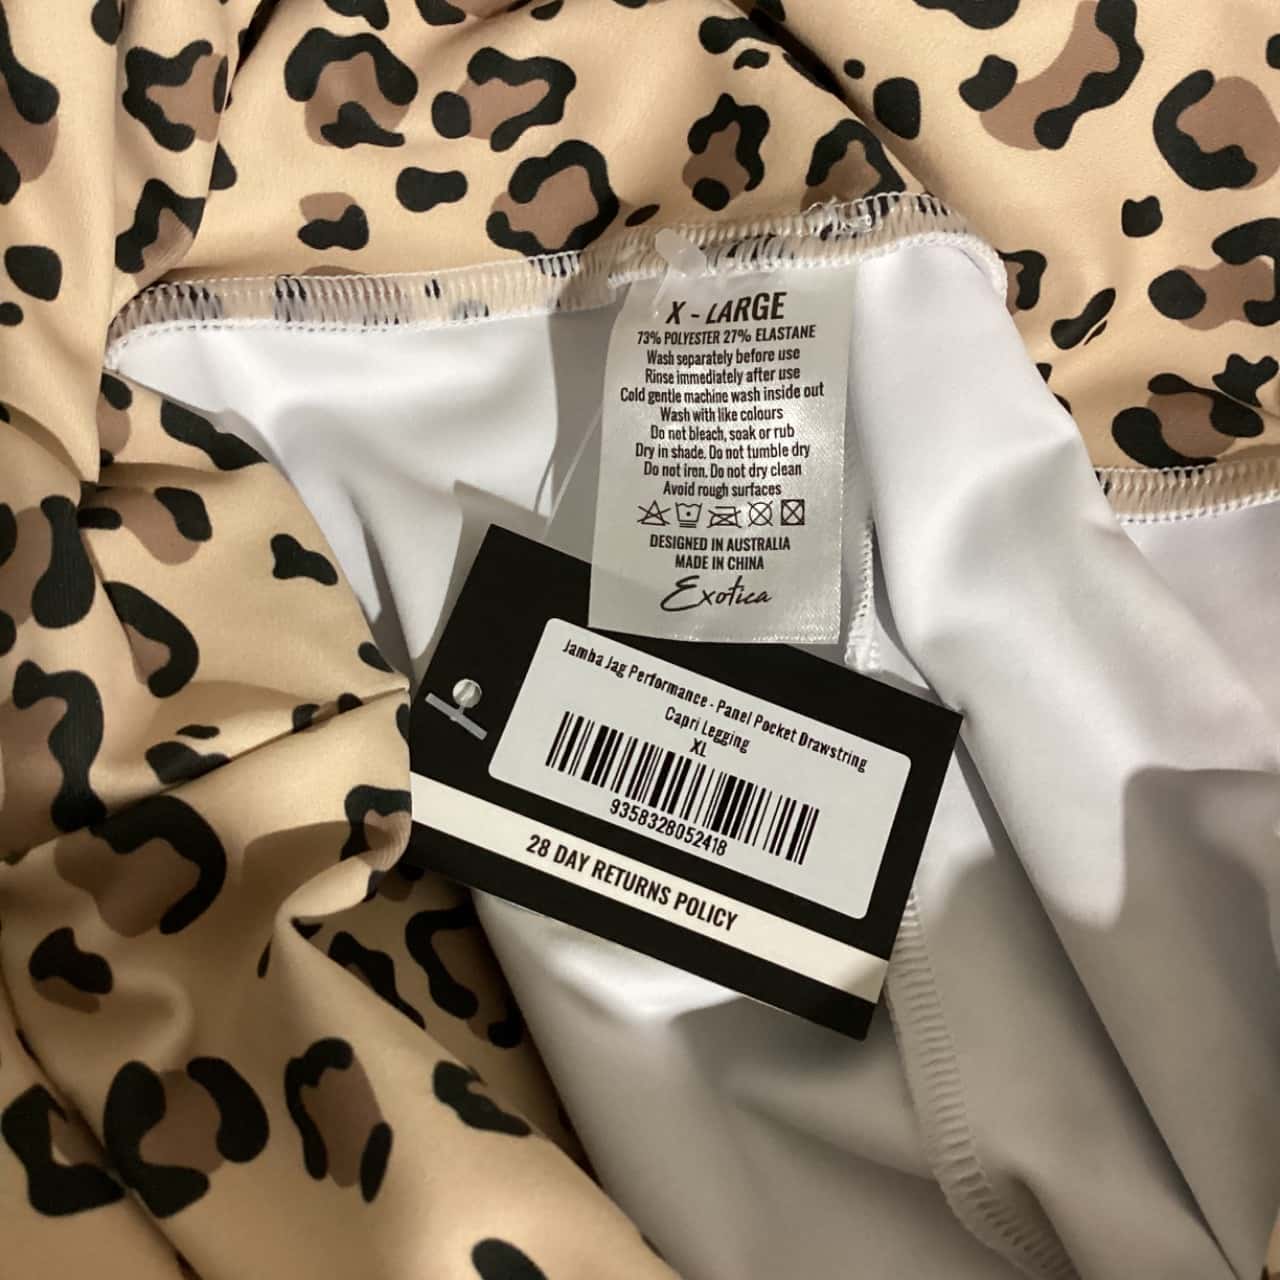 X - LARGE
73% POLYESTER 27% ELASTANE
Wash separately before use
Rinse immediately after use
Cold gentle machine wash inside out
Wash with like colours
Do not bleach, soak or rub
Dry in shade. Do not tumble dry
Do not iron. Do not dry clean
Avoid rough surfaces
DESIGNED IN AUSTRALIA
MADE IN CHINA
Exotica
Jamba Jag Performance - Panel Pocket Drawstring
Capri Legging
XL
9358328052418
28 DAY RETURNS POLICY